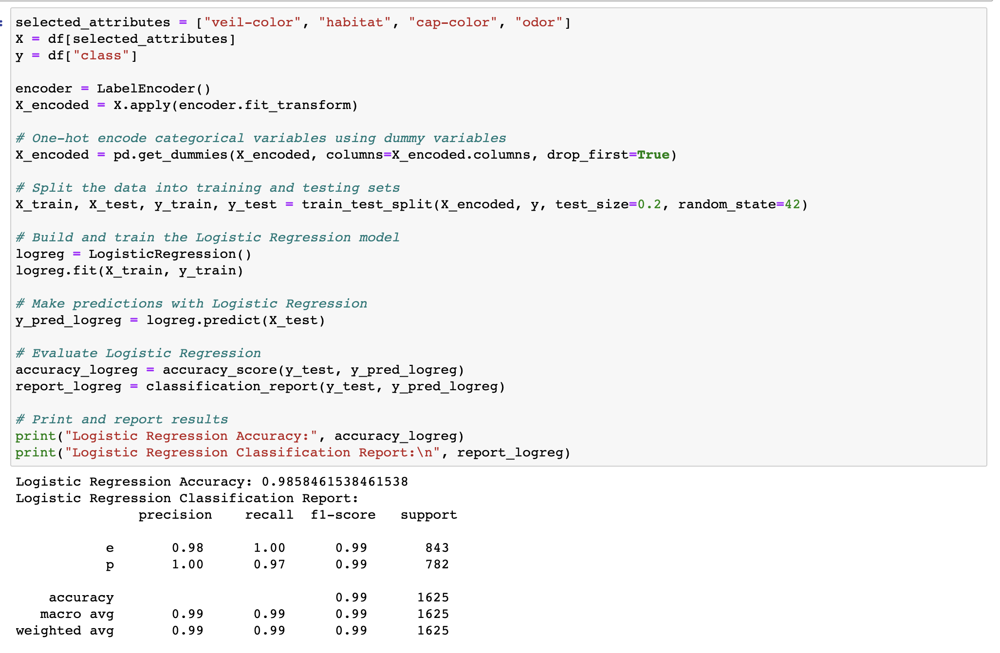 :
selected_attributes = ["veil-color", "habitat", "cap-color", "odor"]
X = df[selected_attributes]
y = df["class"]
encoder = LabelEncoder()
X_encoded = X.apply(encoder.fit_transform)
# One-hot encode categorical variables using dummy variables
X_encoded = pd.get_dummies(X_encoded, columns=X_encoded.columns, drop_first=True)
# Split the data into training and testing sets
X_train, X_test, y_train, y_test = train_test_split(X_encoded, y, test_size=0.2, random_state=42)
# Build and train the Logistic Regression model
logreg = LogisticRegression()
logreg.fit(X_train, y_train)
# Make predictions with Logistic Regression
y_pred_logreg = logreg.predict(X_test)
# Evaluate Logistic Regression
accuracy_logreg = accuracy_score(y_test, y_pred_logreg)
report_logreg = classification_report(y_test, y_pred_logreg)
# Print and report results
print("Logistic Regression Accuracy:", accuracy_logreg)
print("Logistic Regression Classification Report:\n", report_logreg)
Logistic Regression Accuracy: 0.9858461538461538
Logistic Regression Classification Report:
precision recall f1-score support
e 0.98 1.00 0.99 843
p 1.00 0.97 0.99 782
accuracy 0.99 1625
macro avg 0.99 0.99 0.99 1625
weighted avg 0.99 0.99 0.99 1625